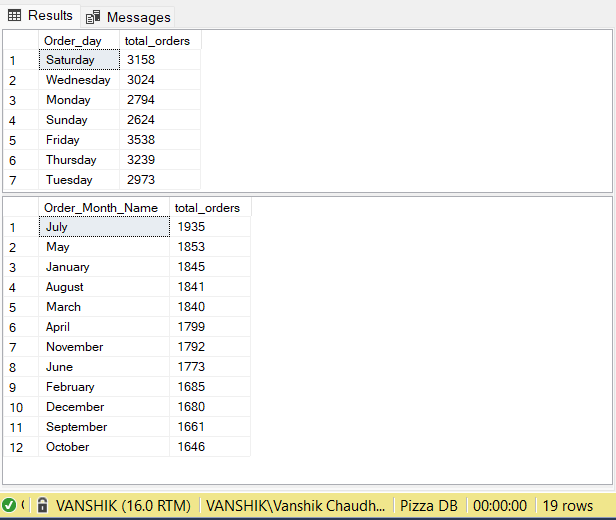 Results Messages
Order_day total_orders
1 Saturday 3158
2 Wednesday 3024
3 Monday 2794
4 Sunday 2624
5 Friday 3538
6 Thursday 3239
7 Tuesday 2973
Order_Month_Name total_orders
1 July 1935
2 May 1853
3 January 1845
4 August 1841
5 March 1840
6 April 1799
7 November 1792
8 June 1773
9 February 1685
10 December 1680
11 September 1661
12 October 1646
VANSHIK (16.0 RTM) VANSHIK\Vanshik Chaudh... Pizza DB 00:00:00 19 rows